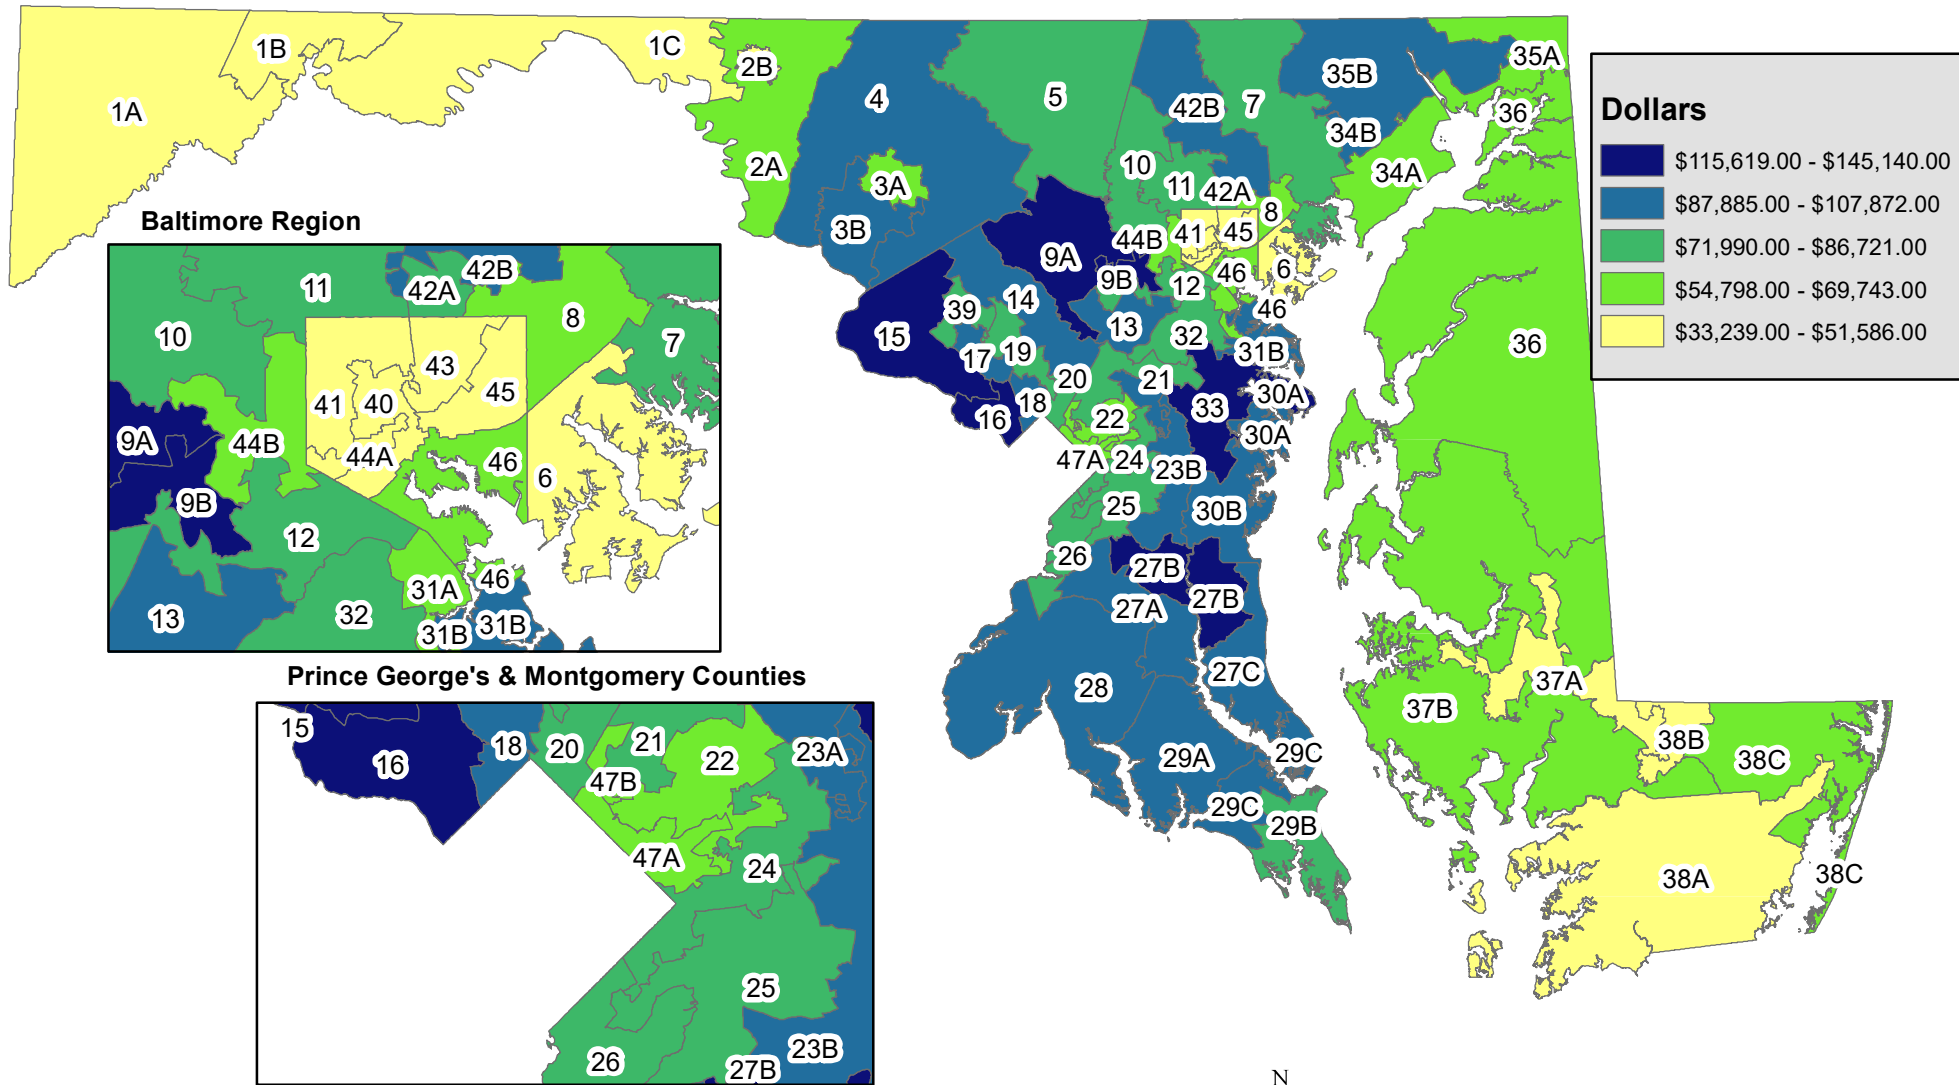 1A
1B
1C
2B
2A
4
3A
3B
5
42B
7
35B
35A
36
34B
34A
10
11
42A
8
41
45
44B
9A
9B
46
6
12
14
39
13
46
15
32
31B
17
19
20
21
30A
16
18
22
33
30A
47A
24
23B
25
30B
26
27B
27B
27A
27C
28
29A
29C
29C
29B
36
37A
37B
38B
38C
38A
38C
Dollars
$115,619.00 - $145,140.00
$87,885.00 - $107,872.00
$71,990.00 - $86,721.00
$54,798.00 - $69,743.00
$33,239.00 - $51,586.00
Baltimore Region
11
42A
42B
8
10
7
43
41
40
45
9A
44B
44A
46
6
9B
12
31A
46
13
32
31B
31B
Prince George's & Montgomery Counties
15
16
18
20
21
22
23A
47B
47A
24
25
26
27B
23B
N